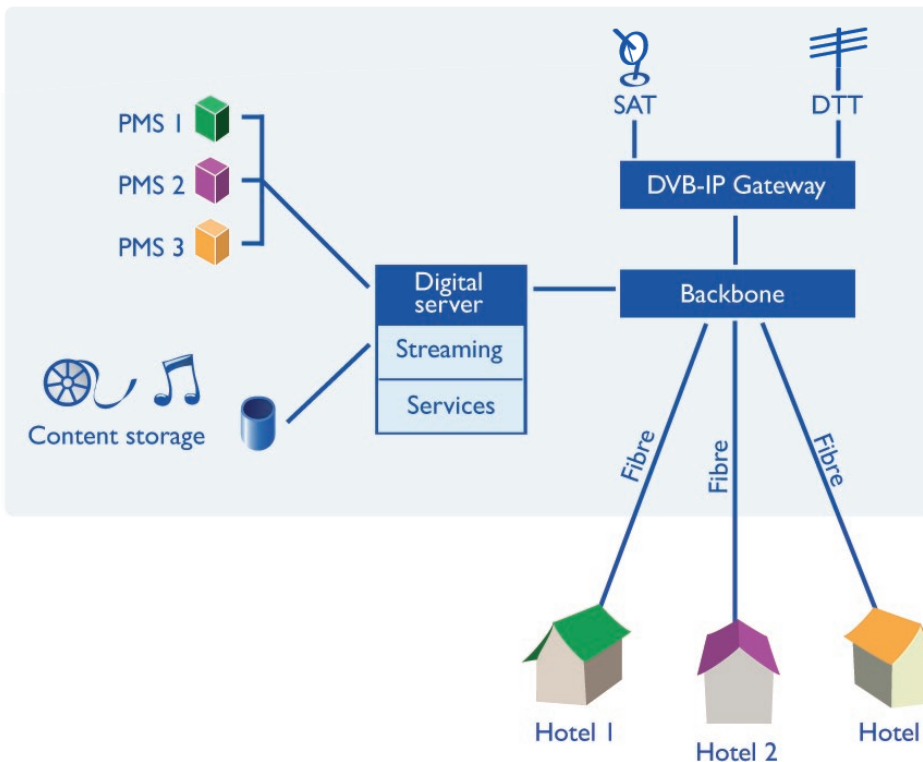 SAT
DTT
PMS 1
PMS 2
PMS 3
DVB-IP Gateway
Digital
server
Backbone
Streaming
Services
Content storage
Fibre
Fibre
Fibre
Hotel 1
Hotel 2
Hotel